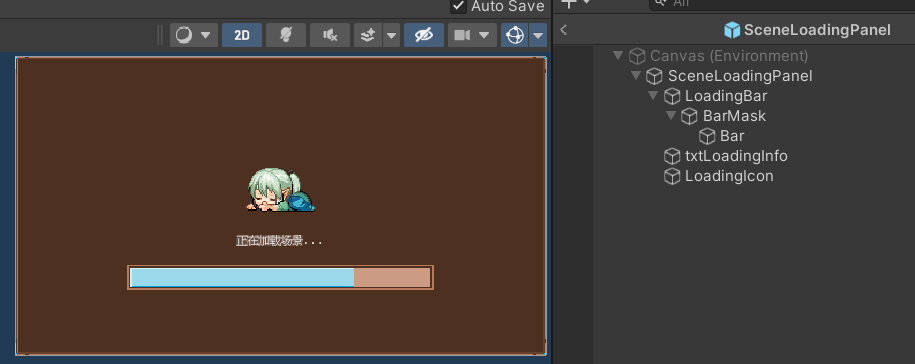 Auto Save
All
2D
SceneLoadingPanel
Canvas (Environment)
SceneLoadingPanel
LoadingBar
BarMask
Bar
txtLoadingInfo
LoadingIcon
正在加载场景...